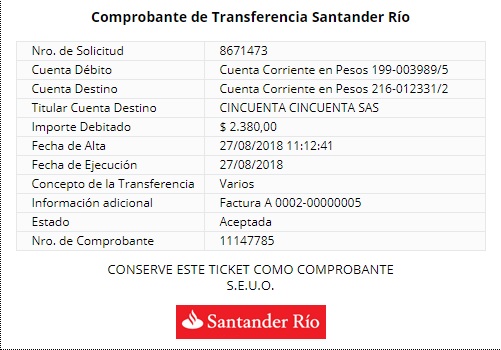 Comprobante de Transferencia Santander Río
Nro. de Solicitud 8671473
Cuenta Débito Cuenta Corriente en Pesos 199-003989/5
Cuenta Destino Cuenta Corriente en Pesos 216-012331/2
Titular Cuenta Destino CINCUENTA CINCUENTA SAS
Importe Debitado $ 2.380,00
Fecha de Alta 27/08/2018 11:12:41
Fecha de Ejecución 27/08/2018
Concepto de la Transferencia Varios
Información adicional Factura A 0002-00000005
Estado Aceptada
Nro. de Comprobante 11147785
CONSERVE ESTE TICKET COMO COMPROBANTE
S.E.U.O.
Santander Río